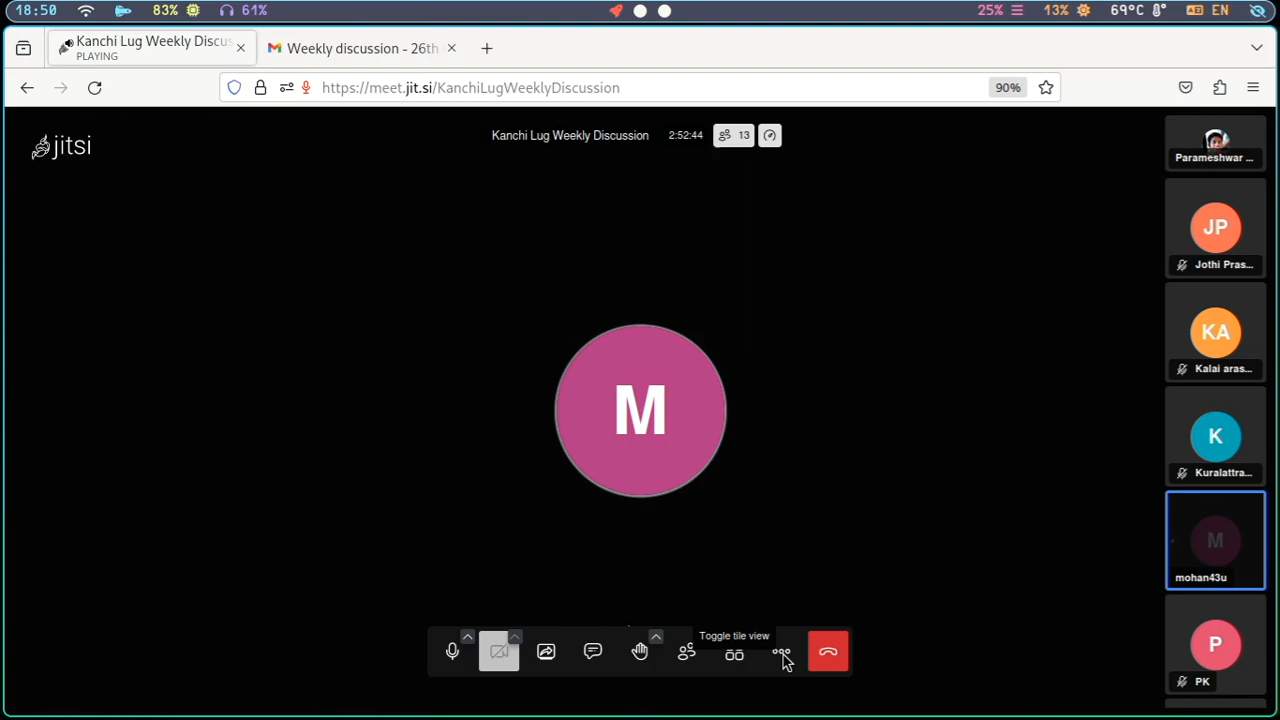 18:50 83% 61% 25% 13% 69°C EN
Kanchi Lug Weekly Discus
PLAYING
Weekly discussion - 26th
https://meet.jit.si/KanchiLugWeeklyDiscussion
90%
jitsi
Kanchi Lug Weekly Discussion 2:52:44 13
Parameshwar ...
JP
Jothi Pras...
KA
Kalai aras...
M
K
Kuralattra...
M
mohan43u
Toggle tile view
P
PK